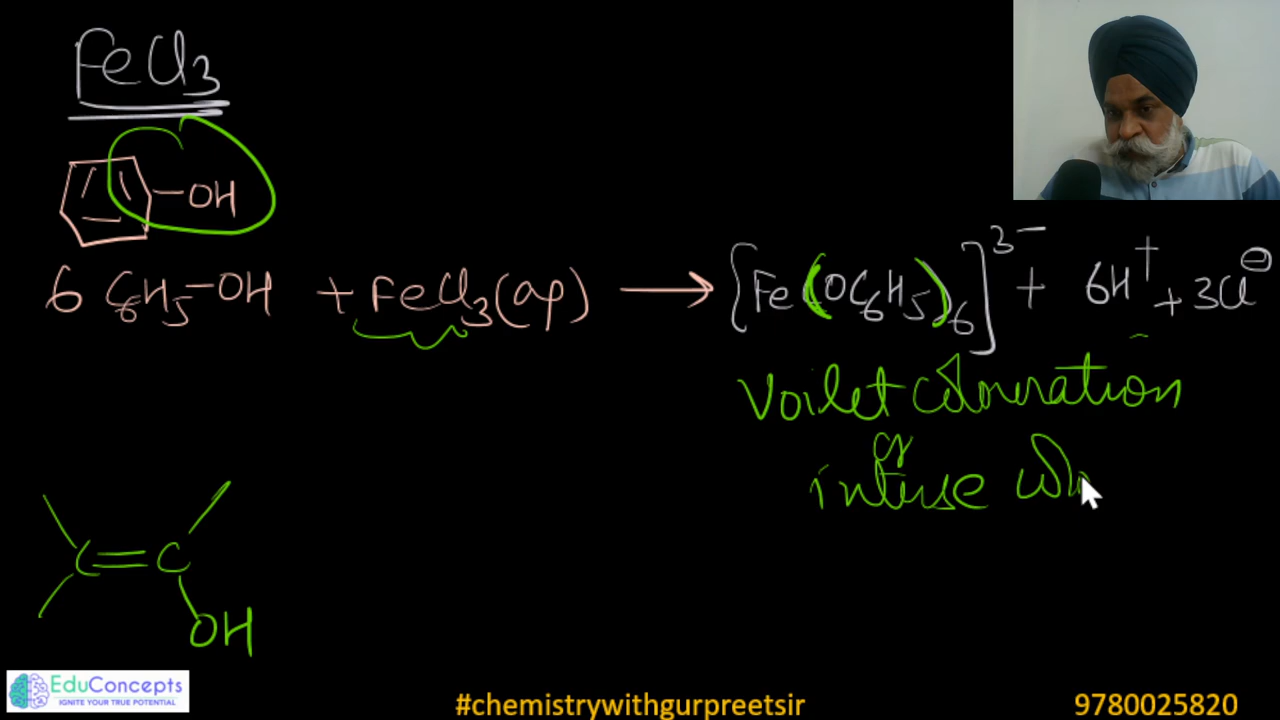 FeCl3
-OH
6 C6H5-OH + FeCl3(aq) ⟶ [Fe(OC6H5)6]3- + 6H+ + 3Cl⊖
Voilet colouration
or
intense colo
C=C
OH
EduConcepts
IGNITE YOUR TRUE POTENTIAL
#chemistrywithgurpreetsir
9780025820